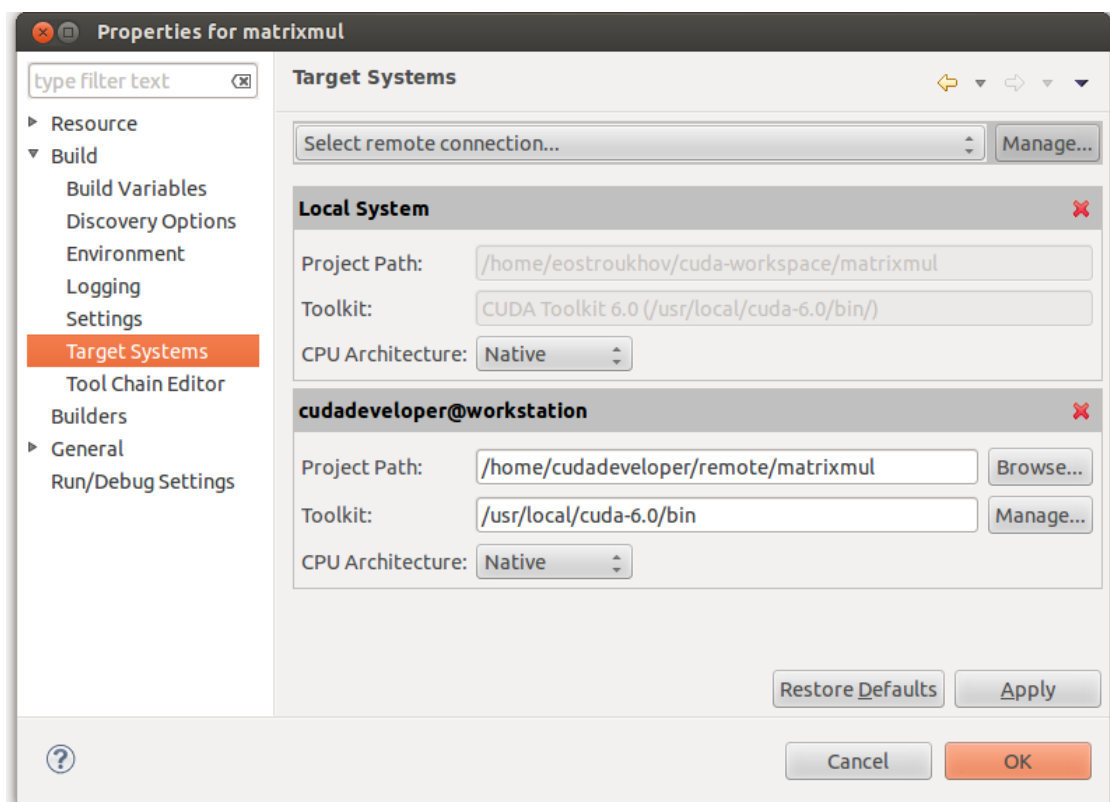 Properties for matrixmul
type filter text
Resource
Build
Build Variables
Discovery Options
Environment
Logging
Settings
Target Systems
Tool Chain Editor
Builders
General
Run/Debug Settings
Target Systems
Select remote connection... Manage...
Local System
Project Path: /home/eostroukhov/cuda-workspace/matrixmul
Toolkit: CUDA Toolkit 6.0 (/usr/local/cuda-6.0/bin/)
CPU Architecture: Native
cudadeveloper@workstation
Project Path: /home/cudadeveloper/remote/matrixmul Browse...
Toolkit: /usr/local/cuda-6.0/bin Manage...
CPU Architecture: Native
Restore Defaults Apply
? Cancel OK